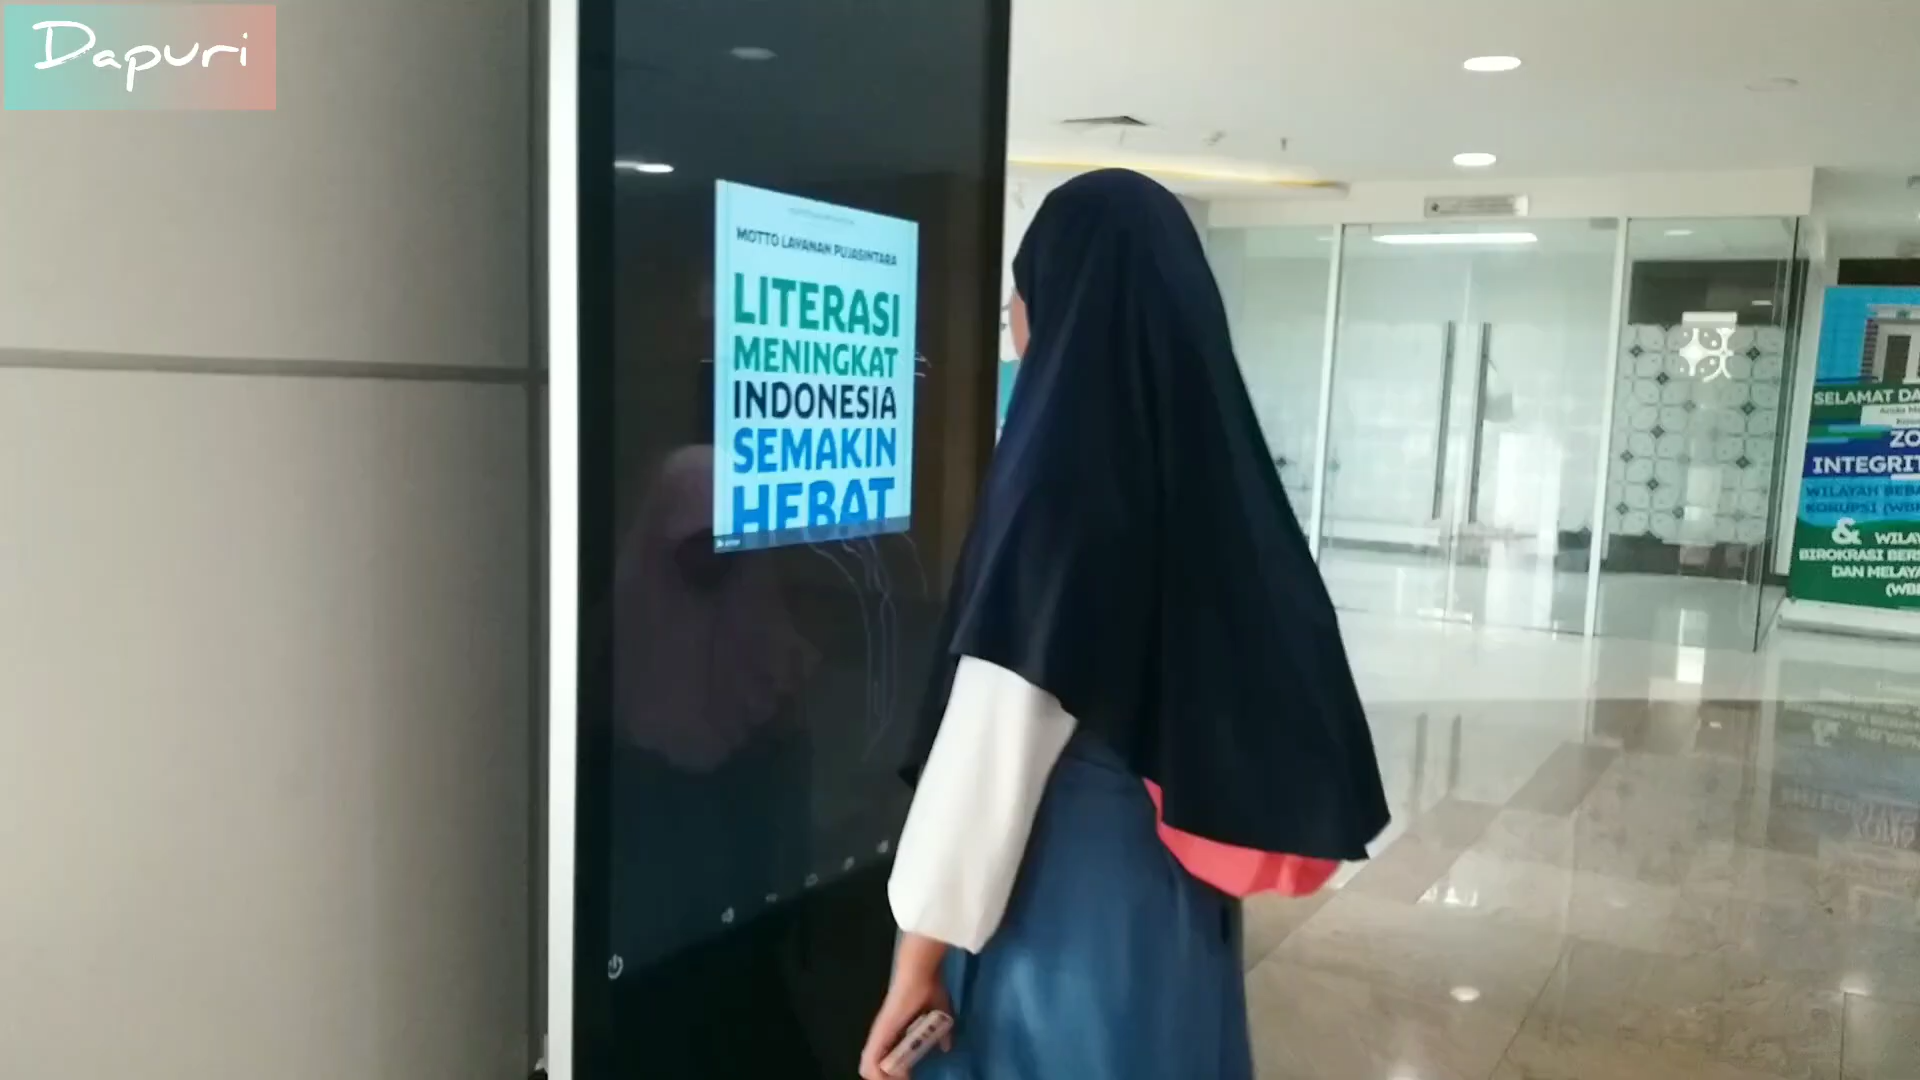 Dapuri
MOTTO LAYANAN PUJASINTARA
LITERASI
MENINGKAT
INDONESIA
SEMAKIN
HEBAT
SELAMAT DA
ZO
INTEGRIT
WILAYAH BEBA
KORUPSI (WB
& WILAY
BIROKRASI BERS
DAN MELAYA
(WB